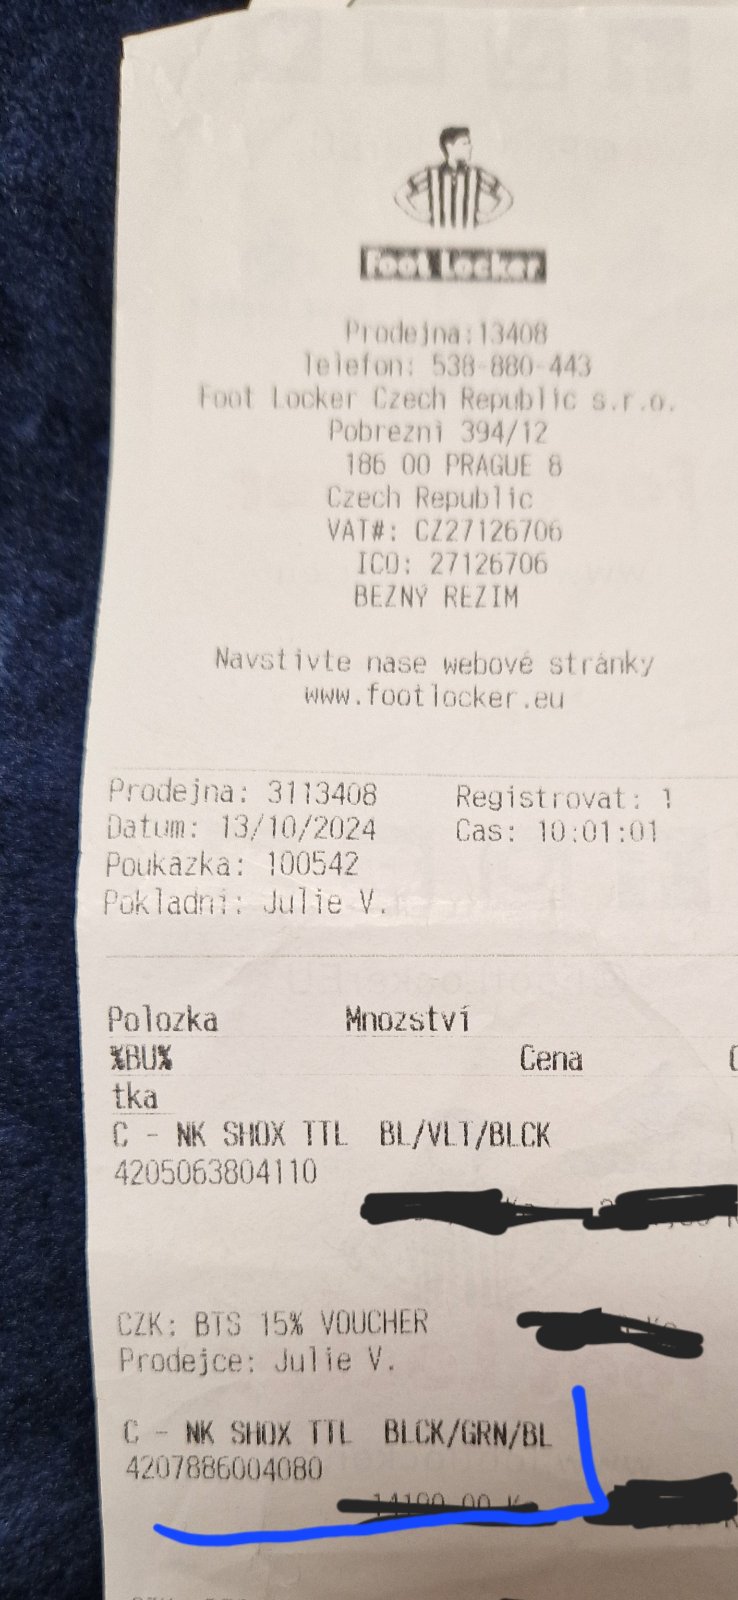 Foot Locker
Prodejna:13408
Telefon: 538-880-443
Foot Locker Czech Republic s.r.o.
Pobrezni 394/12
186 00 PRAGUE 8
Czech Republic
VAT#: CZ27126706
ICO: 27126706
BEZNÝ REZIM
Navstivte nase webové stránky
www.footlocker.eu
Prodejna: 3113408 Registrovat: 1
Datum: 13/10/2024 Cas: 10:01:01
Poukazka: 100542
Pokladni: Julie V.
Polozka Mnozství
%BU% Cena
tka
C - NK SHOX TTL BL/VLT/BLCK
4205063804110
CZK: BTS 15% VOUCHER
Prodejce: Julie V.
C - NK SHOX TTL BLCK/GRN/BL
4207886004080